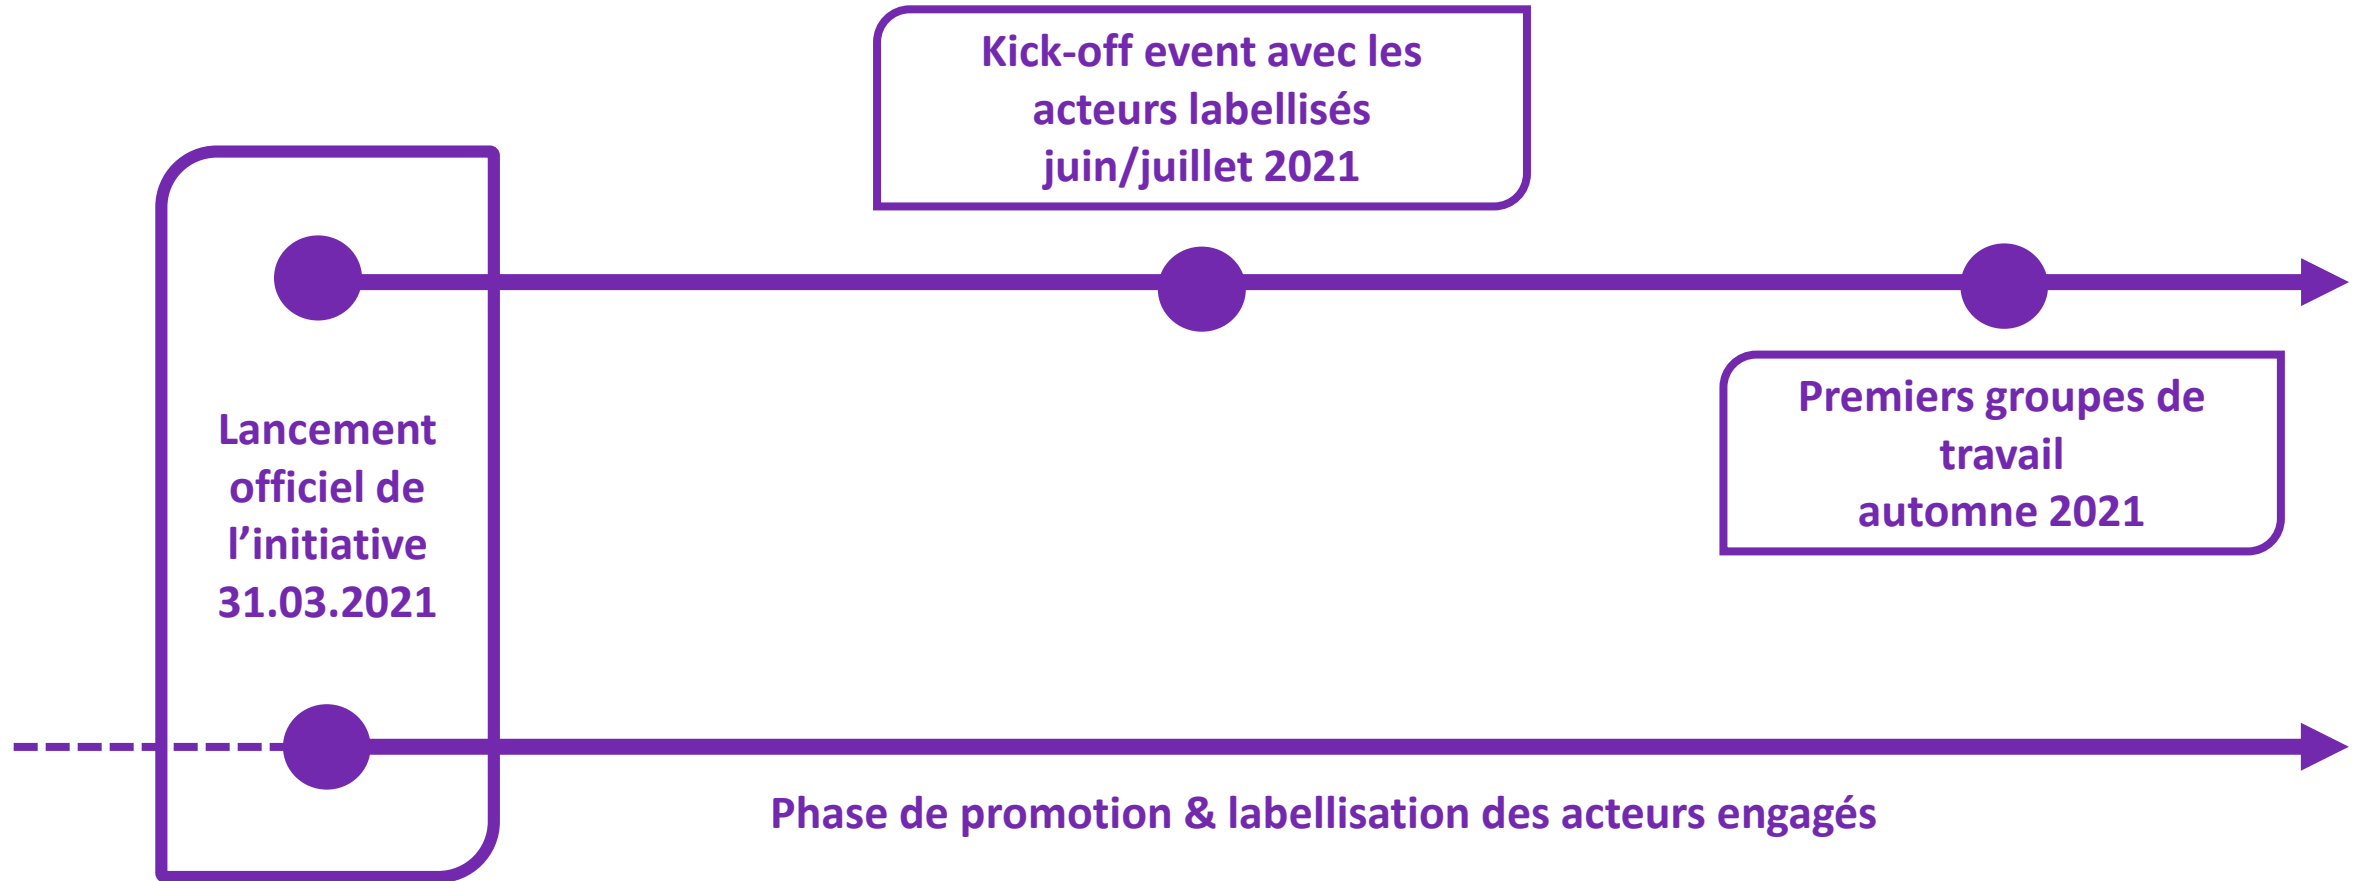 Kick-off event avec les
acteurs labellisés
juin/juillet 2021
Lancement
officiel de
l’initiative
31.03.2021
Premiers groupes de
travail
automne 2021
Phase de promotion & labellisation des acteurs engagés